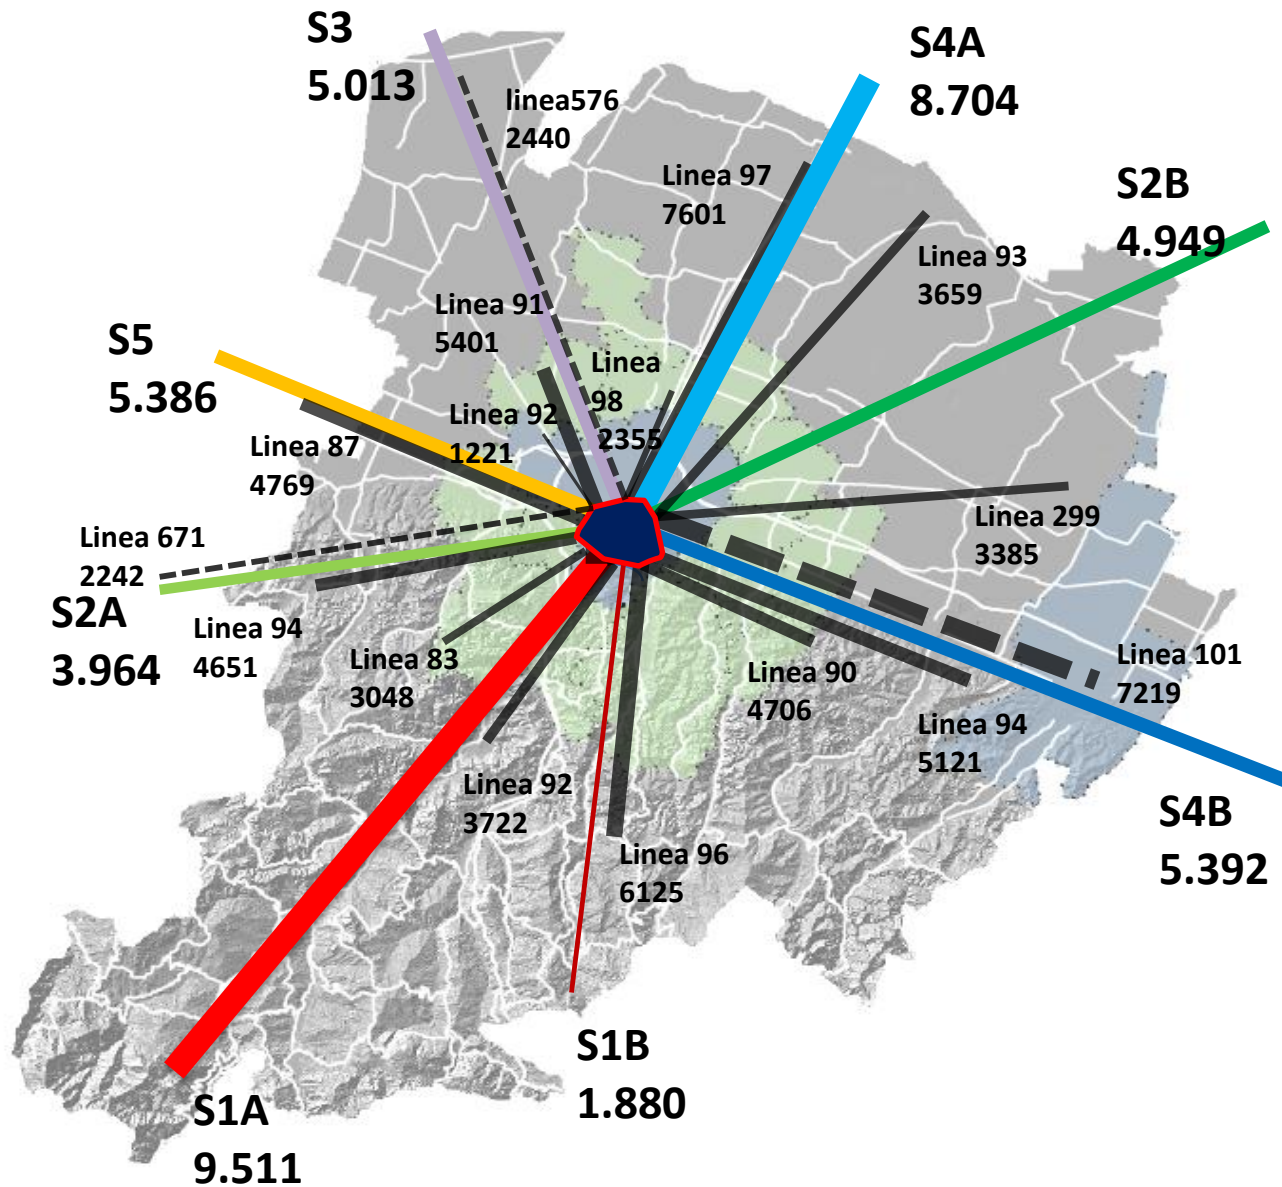 S3
5.013
S4A
8.704
linea576
2440
Linea 97
7601
S2B
4.949
Linea 93
3659
Linea 91
5401
S5
5.386
Linea
98
2355
Linea 92
1221
Linea 87
4769
Linea 299
3385
Linea 671
2242
S2A
3.964
Linea 94
4651
Linea 83
3048
Linea 90
4706
Linea 101
7219
Linea 94
5121
Linea 92
3722
S4B
5.392
Linea 96
6125
S1B
1.880
S1A
9.511